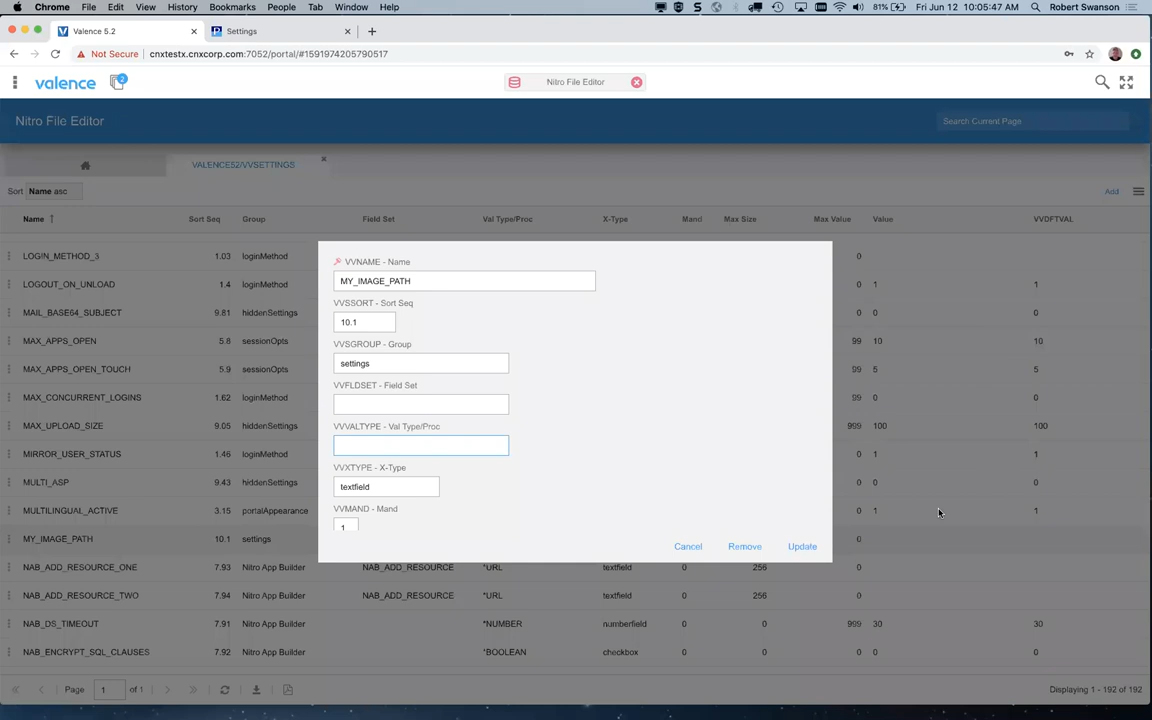 Chrome File Edit View History Bookmarks People Tab Window Help 81% Fri Jun 12 10:05:47 AM Robert Swanson
Valence 5.2 Settings
Not Secure cnxtestx.cnxcorp.com:7052/portal/#1591974205790517
valence 2 Nitro File Editor
Nitro File Editor Search Current Page
VALENCE52/VVSETTINGS
Sort Name asc Add
Name Sort Seq Group Field Set Val Type/Proc X-Type Mand Max Size Max Value Value VVDFTVAL
LOGIN_METHOD_3 1.03 loginMethod 0
LOGOUT_ON_UNLOAD 1.4 loginMethod 0 1 1
MAIL_BASE64_SUBJECT 9.81 hiddenSettings 0 0 0
MAX_APPS_OPEN 5.8 sessionOpts 99 10 10
MAX_APPS_OPEN_TOUCH 5.9 sessionOpts 99 5 5
MAX_CONCURRENT_LOGINS 1.62 loginMethod 99 0 0
MAX_UPLOAD_SIZE 9.05 hiddenSettings 999 100 100
MIRROR_USER_STATUS 1.46 loginMethod 0 1 1
MULTI_ASP 9.43 hiddenSettings 0 0 0
MULTILINGUAL_ACTIVE 3.15 portalAppearance 0 1 1
MY_IMAGE_PATH 10.1 settings 0
NAB_ADD_RESOURCE_ONE 7.93 Nitro App Builder NAB_ADD_RESOURCE *URL textfield 0 256 0
NAB_ADD_RESOURCE_TWO 7.94 Nitro App Builder NAB_ADD_RESOURCE *URL textfield 0 256 0
NAB_DS_TIMEOUT 7.91 Nitro App Builder *NUMBER numberfield 0 0 999 30 30
NAB_ENCRYPT_SQL_CLAUSES 7.92 Nitro App Builder *BOOLEAN checkbox 0 0 0 0 0
VVNAME - Name
MY_IMAGE_PATH
VVSSORT - Sort Seq
10.1
VVSGROUP - Group
settings
VVFLDSET - Field Set
VVVALTYPE - Val Type/Proc
VVXTYPE - X-Type
textfield
VVMAND - Mand
1
Cancel Remove Update
Page 1 of 1 Displaying 1 - 192 of 192